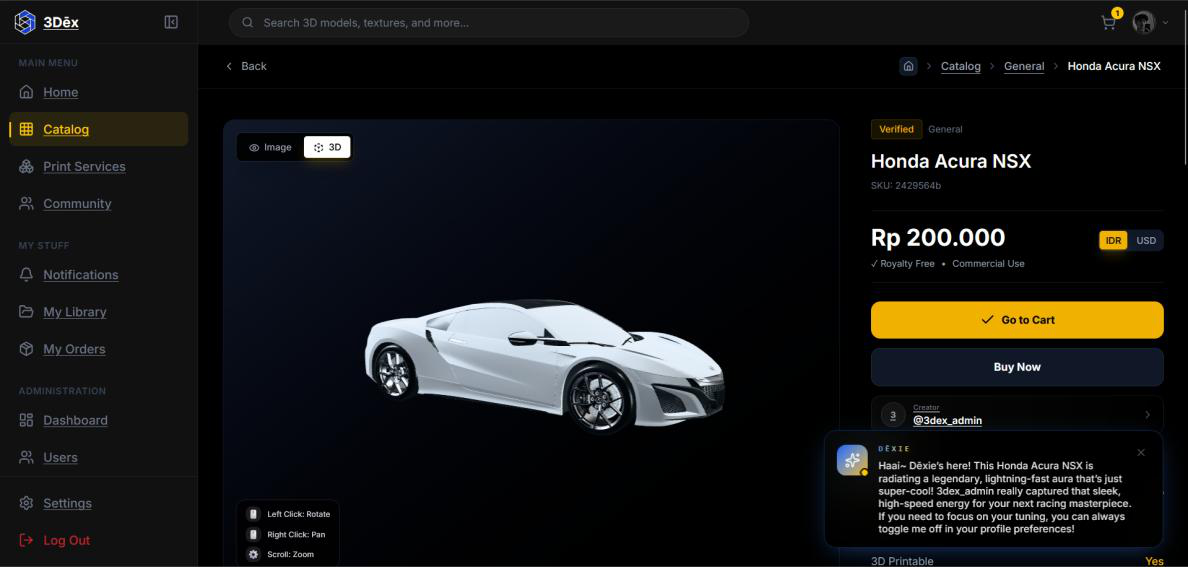 3Dēx
Search 3D models, textures, and more...
1
MAIN MENU
Home
Catalog
Print Services
Community
MY STUFF
Notifications
My Library
My Orders
ADMINISTRATION
Dashboard
Users
Settings
Log Out
Back
Catalog
General
Honda Acura NSX
Image
3D
Left Click: Rotate
Right Click: Pan
Scroll: Zoom
Verified
General
Honda Acura NSX
SKU: 2429564b
Rp 200.000
IDR
USD
✓ Royalty Free • Commercial Use
Go to Cart
Buy Now
3
Creator
@3dex_admin
DĒXIE
Haai~ Dēxie's here! This Honda Acura NSX is
radiating a legendary, lightning-fast aura that's just
super-cool! 3dex_admin really captured that sleek,
high-speed energy for your next racing masterpiece.
If you need to focus on your tuning, you can always
toggle me off in your profile preferences!
3D Printable
Yes